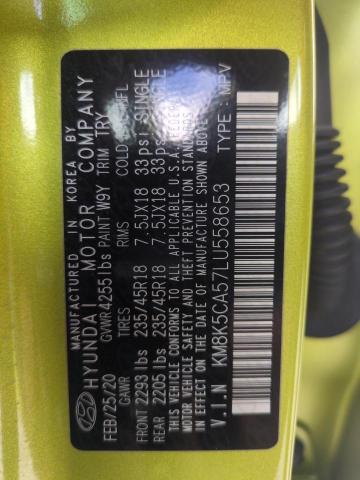 MANUFACTURED IN KOREA BY
HYUNDAI MOTOR COMPANY
FEB/25/20 GVWR 4255lbs PAINT W9Y TRIM TRY
GAWR TIRES RIMS COLD
FRONT 2293 lbs 235/45R18 7.5JX18 33psi SINGLE
REAR 2205 lbs 235/45R18 7.5JX18 33psi SINGLE
THIS VEHICLE CONFORMS TO ALL APPLICABLE U.S.A. FEDERAL
MOTOR VEHICLE SAFETY AND THEFT PREVENTION STANDARDS
IN EFFECT ON THE DATE OF MANUFACTURE SHOWN ABOVE.
V.I.N KM8K5CA57LU558653 TYPE: MPV